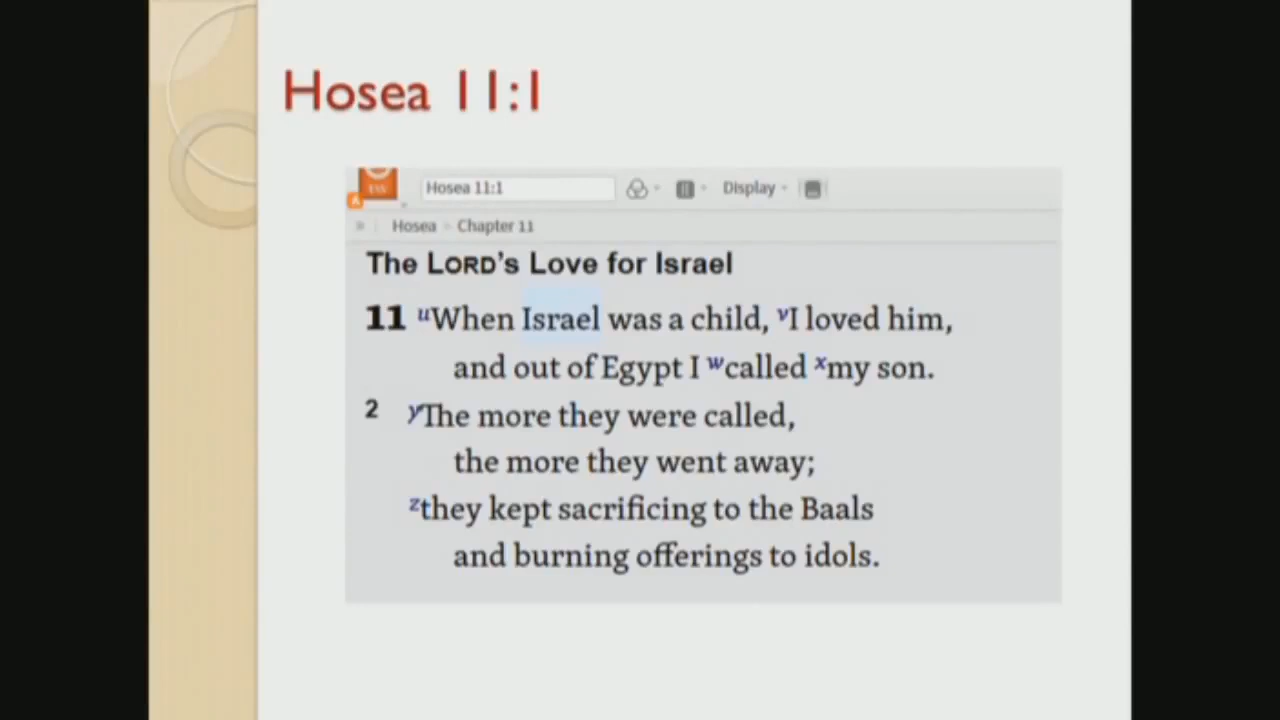 Hosea 11:1
ESV
A
Hosea 11:1
Display
» Hosea Chapter 11
The LORD's Love for Israel
11 uWhen Israel was a child, vI loved him,
and out of Egypt I wcalled xmy son.
2 yThe more they were called,
the more they went away;
zthey kept sacrificing to the Baals
and burning offerings to idols.